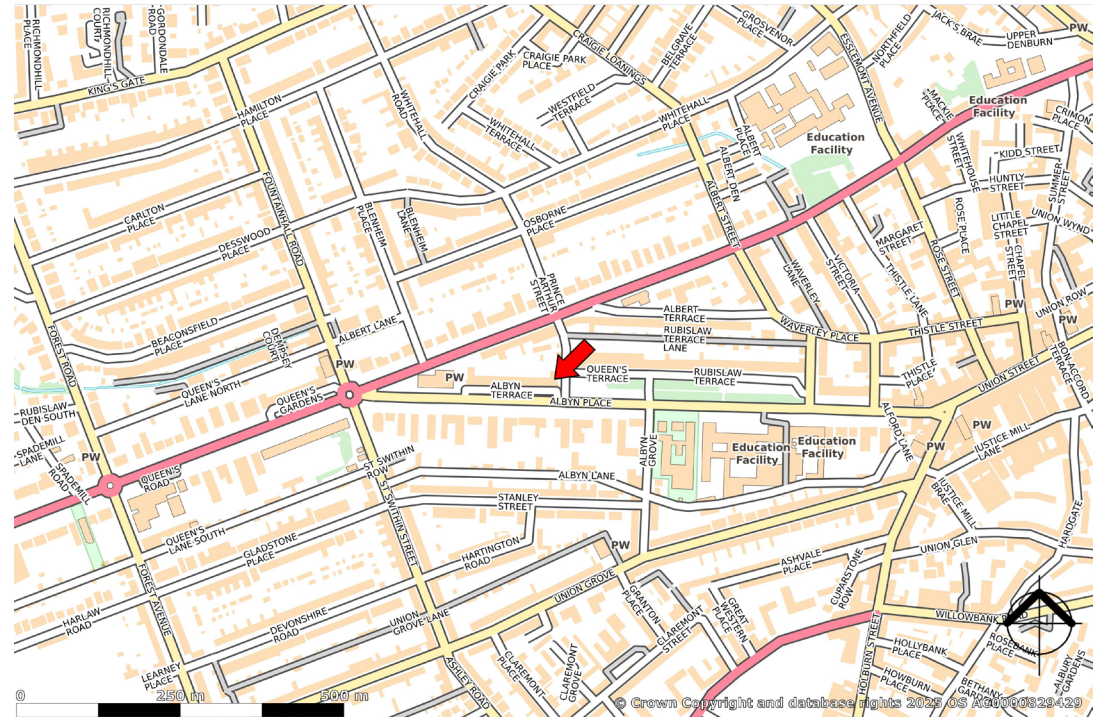 RICHMONDHILL
PLACE
RICHMONDHILL
COURT
GORDONDALE
ROAD
KING'S GATE
HAMILTON
PLACE
WHITEHALL
ROAD
CRAIGIE PARK
CRAIGIE PARK
PLACE
CRAIGIE LOANINGS
BELGRAVE
TERRACE
GROSVENOR
PLACE
ESSLEMONT AVENUE
NORTHFIELD
PLACE
JACK'S BRAE
UPPER
DENBURN
PW
WESTFIELD
TERRACE
WHITEHALL
TERRACE
WHITEHALL
PLACE
ALBERT
PLACE
ALBERT DEN
Education
Facility
MACKIE
PLACE
Education
Facility
CRIMON
PLACE
KIDD STREET
WHITEHOUSE
STREET
HUNTLY
STREET
SUMMER
STREET
CARLTON
PLACE
FOUNTAINHALL ROAD
DESSWOOD
PLACE
BLENHEIM
PLACE
BLENHEIM
LANE
OSBORNE
PLACE
ALBERT STREET
MARGARET
STREET
ROSE PLACE
ROSE STREET
LITTLE
CHAPEL
STREET
UNION WYND
CHAPEL
STREET
PRINCE
ARTHUR
STREET
WAVERLEY
LANE
VICTORIA
STREET
THISTLE LANE
PW
UNION ROW
PW
FOREST ROAD
BEACONSFIELD
PLACE
DEMPSEY
COURT
ALBERT LANE
ALBERT
TERRACE
RUBISLAW
TERRACE
LANE
WAVERLEY PLACE
THISTLE STREET
BON-ACCORD
TERRACE
PW
QUEEN'S
LANE NORTH
QUEEN'S
GARDENS
PW
ALBYN
TERRACE
QUEEN'S
TERRACE
RUBISLAW
TERRACE
THISTLE
PLACE
UNION STREET
ALBYN PLACE
RUBISLAW
DEN SOUTH
SPADEMILL
LANE
PW
SPADEMILL
ROAD
QUEEN'S
ROAD
ST SWITHIN
ROW
ALBYN LANE
ALBYN
GROVE
Education
Facility
Education
Facility
ALFORD LANE
PW
PW
JUSTICE MILL
LANE
STANLEY
STREET
ST SWITHIN STREET
JUSTICE MILL
BRAE
HARDGATE
QUEEN'S
LANE SOUTH
GLADSTONE
PLACE
HARTINGTON
ROAD
PW
UNION GLEN
ASHVALE
PLACE
CUPARSTONE
ROW
UNION GROVE
FOREST AVENUE
HARLAW
ROAD
DEVONSHIRE
ROAD
UNION
GROVE LANE
GRANTON
PLACE
CLAREMONT
STREET
GREAT
WESTERN
PLACE
HOLBURN STREET
WILLOWBANK ROAD
HOLLYBANK
PLACE
ROSEBANK
PLACE
LEARNEY
PLACE
ASHLEY ROAD
CLAREMONT
PLACE
CLAREMONT
GROVE
HOWBURN
PLACE
BETHANY
GARDENS
ALBURY
GARDENS
0 250 m 500 m
© Crown Copyright and database rights 2025 OS AC0000829429